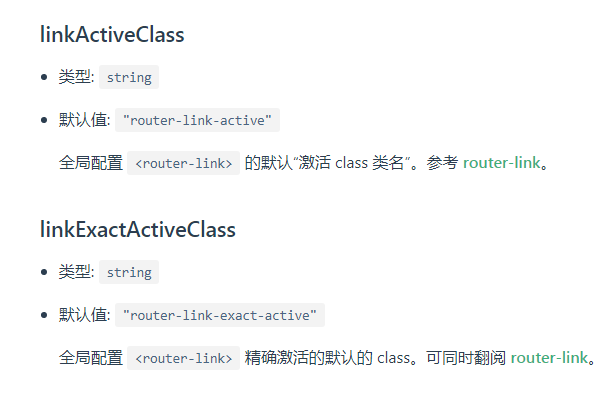 linkActiveClass
类型: string
默认值: "router-link-active"
全局配置 <router-link> 的默认“激活 class 类名”。参考 router-link。
linkExactActiveClass
类型: string
默认值: "router-link-exact-active"
全局配置 <router-link> 精确激活的默认的 class。可同时翻阅 router-link。